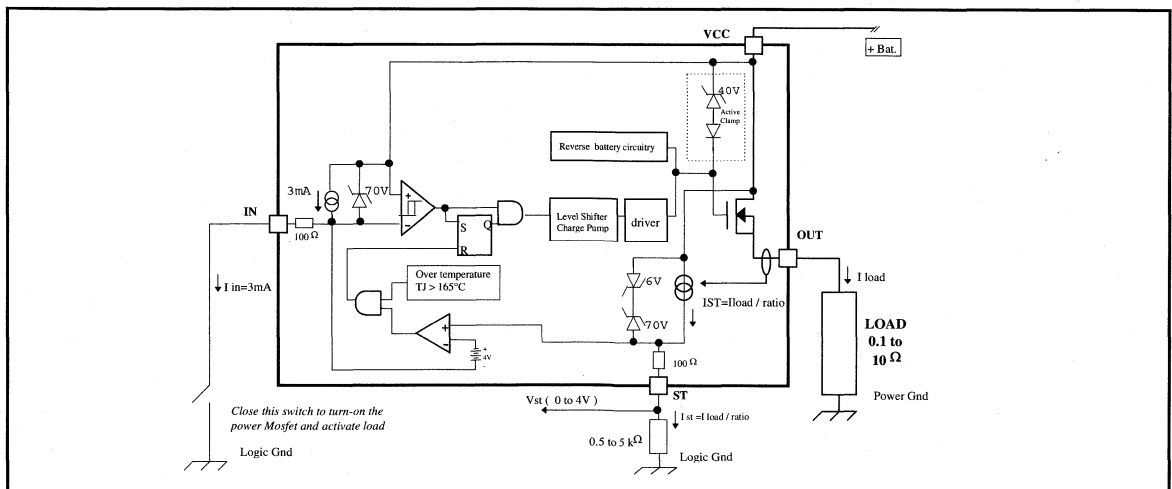 VCC
+ Bat.
40V
Active
Clamp
Reverse battery circuitry
3mA
70V
+
-
IN
100Ω
S
Q
R
Level Shifter
Charge Pump
driver
OUT
I in=3mA
Over temperature
TJ > 165°C
6V
70V
IST=Iload / ratio
I load
LOAD
0.1 to
10 Ω
+
-
+
4V
-
100 Ω
Power Gnd
ST
Vst ( 0 to 4V )
I st =I load / ratio
Close this switch to turn-on the
power Mosfet and activate load
0.5 to 5 kΩ
Logic Gnd
Logic Gnd